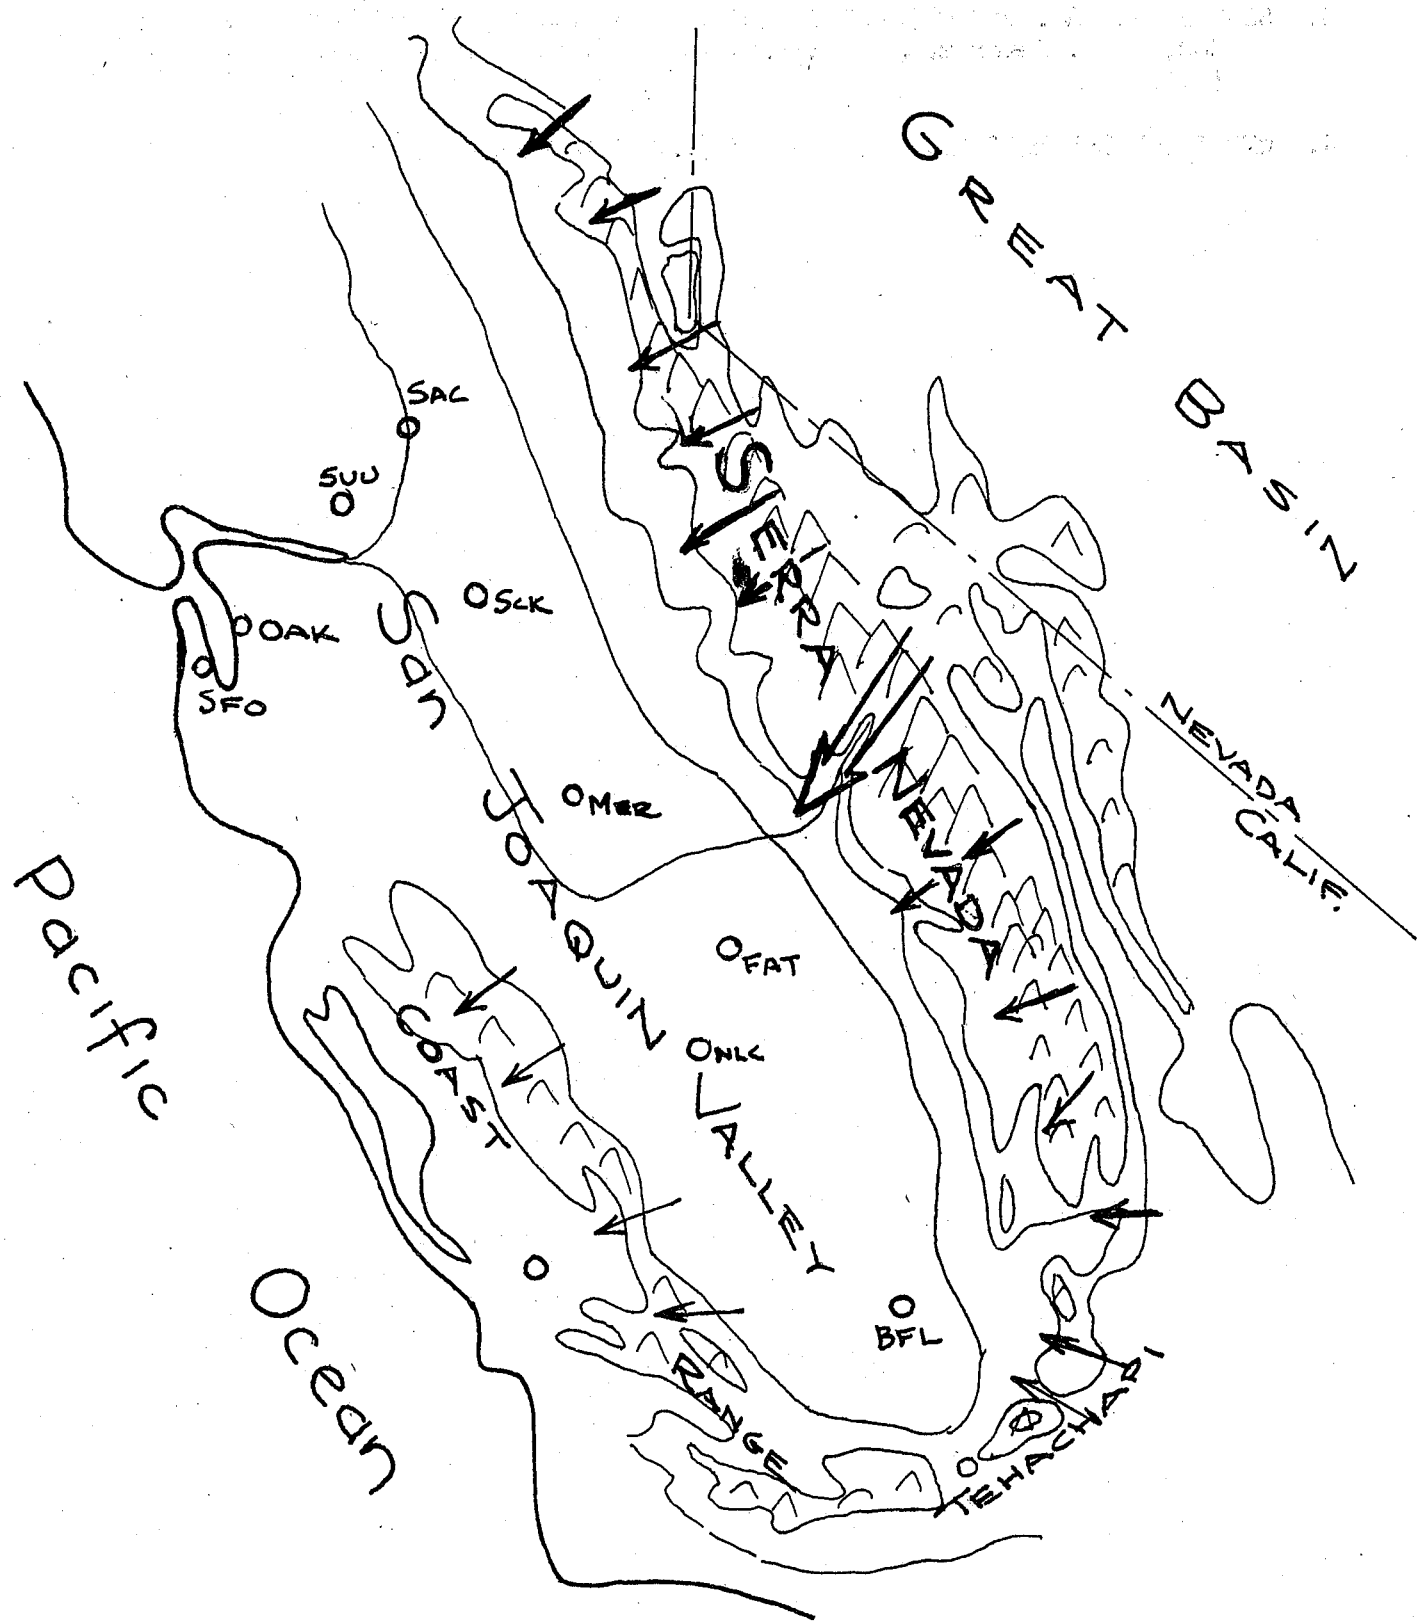 GREAT BASIN
SAC
SUU
SIERRA NEVADA
SCK
OAK
SFO
San JOAQUIN VALLEY
NEVADA
CALIF.
MER
Pacific Ocean
FAT
COAST RANGE
NLC
BFL
TEHACHAPI